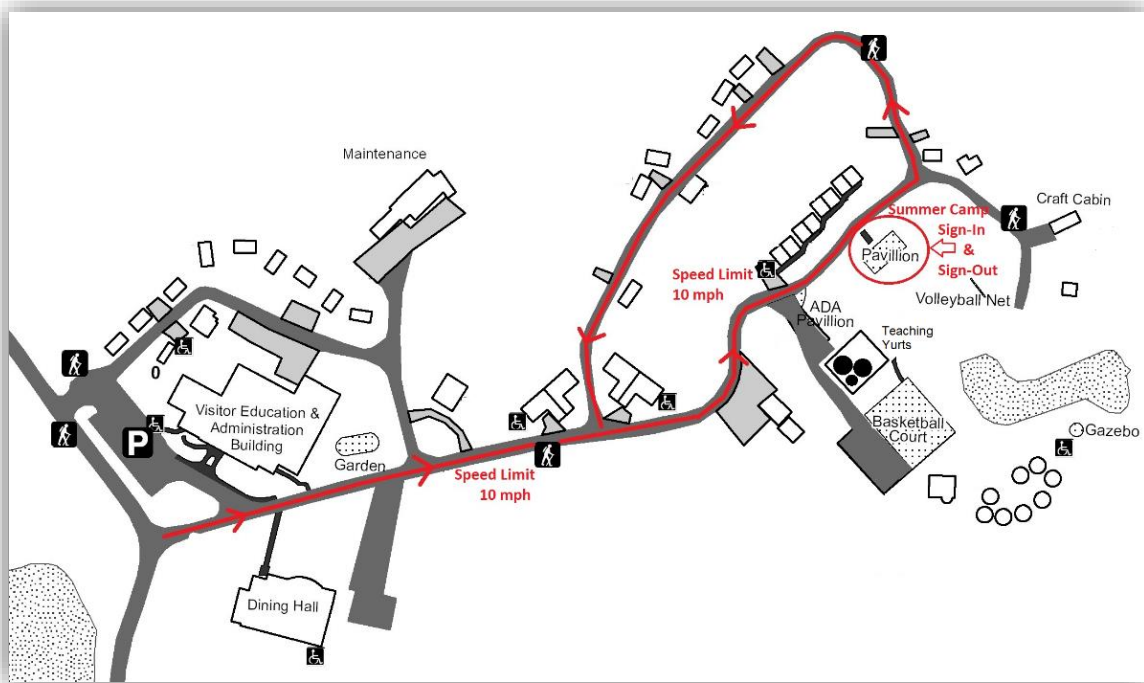 Maintenance
Craft Cabin
Summer Camp
Sign-In
&
Sign-Out
Pavillion
Speed Limit
10 mph
Volleyball Net
ADA
Pavillion
Teaching
Yurts
0
Visitor Education &
Administration
Building
P
Garden
Basketball
Court
Gazebo
Speed Limit
10 mph
Dining Hall